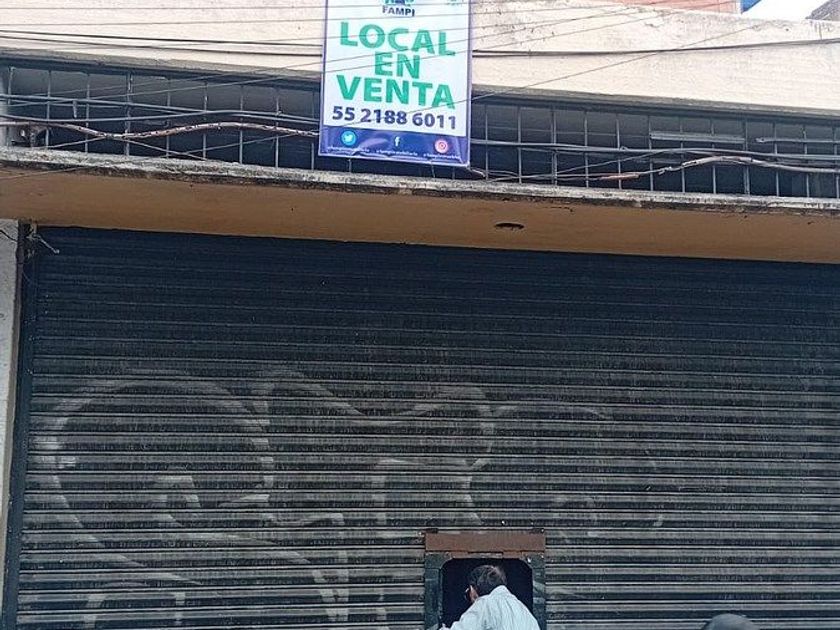 FAMPI
LOCAL
EN
VENTA
55 2188 6011